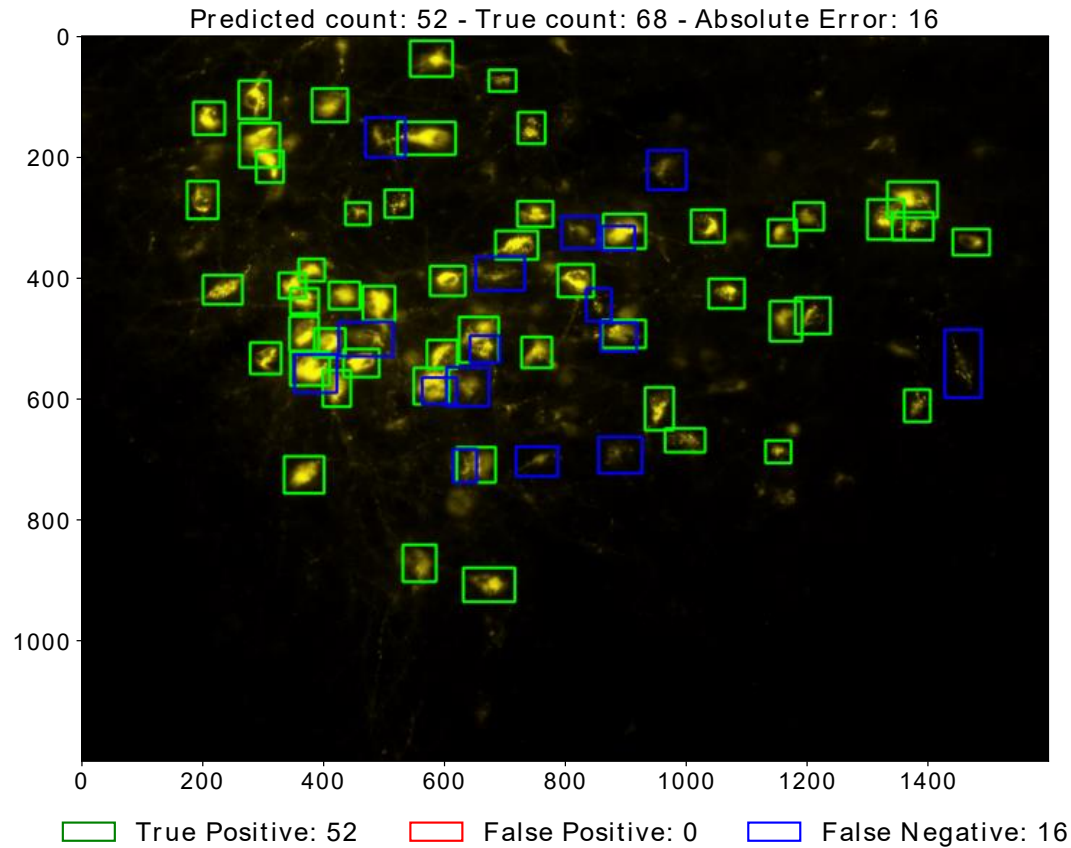 Predicted count: 52 - True count: 68 - Absolute Error: 16
0
200
400
600
800
1000
0 200 400 600 800 1000 1200 1400
True Positive: 52 False Positive: 0 False Negative: 16